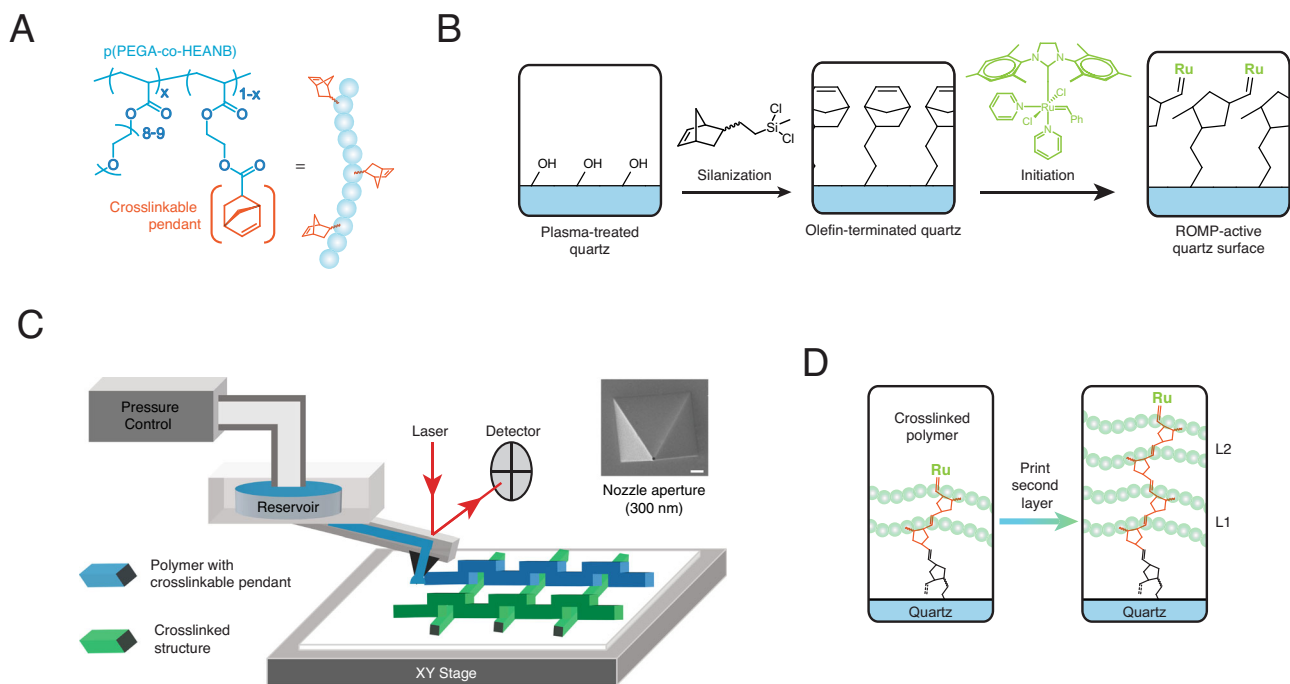 A
p(PEGA-co-HEANB)
x
1-x
O
O
O
O
8-9
O
O
O
Crosslinkable
pendant
=
B
OH
OH
OH
Plasma-treated
quartz
Si
Cl
Cl
Silanization
Olefin-terminated quartz
N
N
Cl
N
Ru
Ph
Cl
N
Initiation
Ru
Ru
ROMP-active
quartz surface
C
Pressure
Control
Reservoir
Laser
Detector
Nozzle aperture
(300 nm)
Polymer with
crosslinkable pendant
Crosslinked
structure
XY Stage
D
Crosslinked
polymer
Ru
Quartz
Print
second
layer
Ru
L2
L1
Quartz